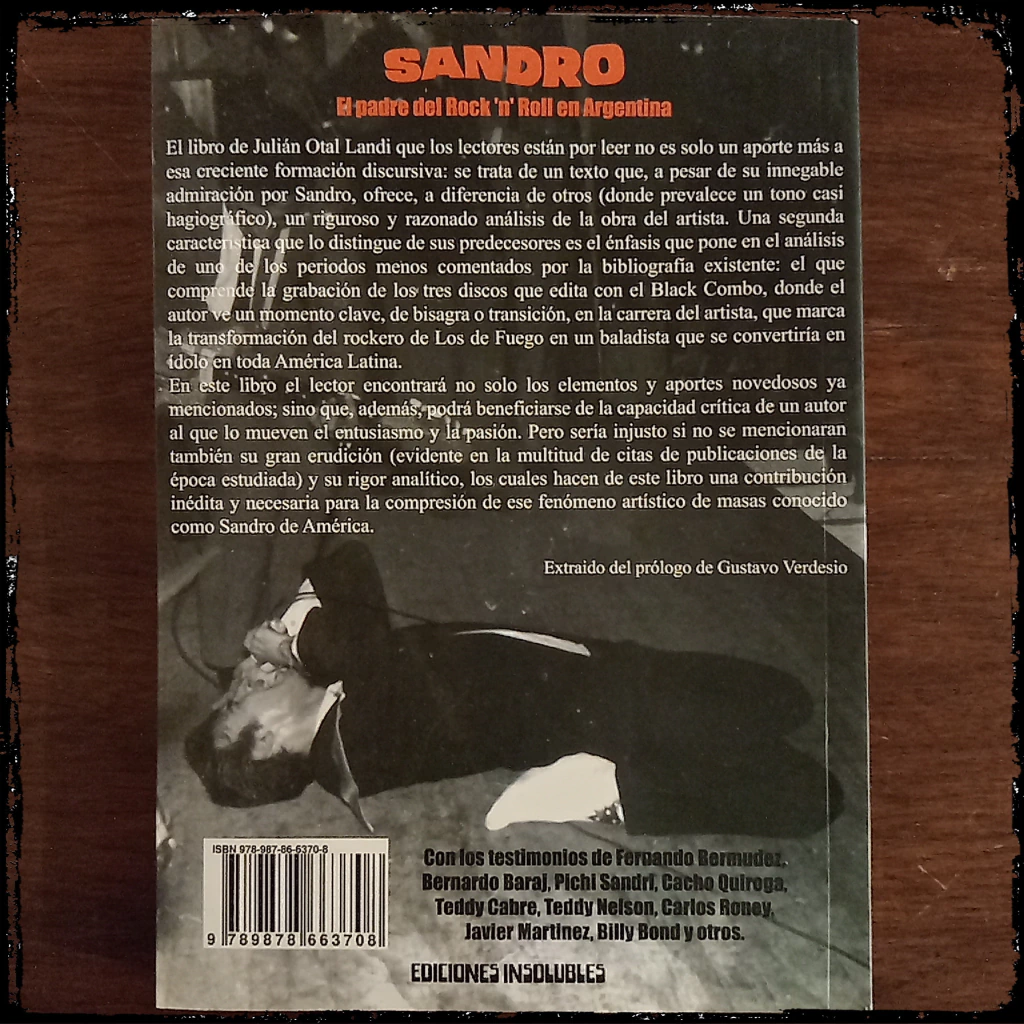 SANDRO
El padre del Rock 'n' Roll en Argentina
El libro de Julián Otal Landi que los lectores están por leer no es solo un aporte más a
esa creciente formación discursiva: se trata de un texto que, a pesar de su innegable
admiración por Sandro, ofrece, a diferencia de otros (donde prevalece un tono casi
hagiográfico), un riguroso y razonado análisis de la obra del artista. Una segunda
característica que lo distingue de sus predecesores es el énfasis que pone en el análisis
de uno de los periodos menos comentados por la bibliografía existente: el que
comprende la grabación de los tres discos que edita con el Black Combo, donde el
autor ve un momento clave, de bisagra o transición, en la carrera del artista, que marca
la transformación del rockero de Los de Fuego en un baladista que se convertiría en
ídolo en toda América Latina.
En este libro el lector encontrará no solo los elementos y aportes novedosos ya
mencionados; sino que, además, podrá beneficiarse de la capacidad crítica de un autor
al que lo mueven el entusiasmo y la pasión. Pero sería injusto si no se mencionaran
también su gran erudición (evidente en la multitud de citas de publicaciones de la
época estudiada) y su rigor analítico, los cuales hacen de este libro una contribución
inédita y necesaria para la compresión de ese fenómeno artístico de masas conocido
como Sandro de América.
Extraido del prólogo de Gustavo Verdesio
ISBN 978-987-86-6370-8
9 789878 663708
Con los testimonios de Fernando Bermudez,
Bernardo Baraj, Pichi Sandri, Cacho Quiroga,
Teddy Cabre, Teddy Nelson, Carlos Roney,
Javier Martinez, Billy Bond y otros.
EDICIONES INSOLUBLES